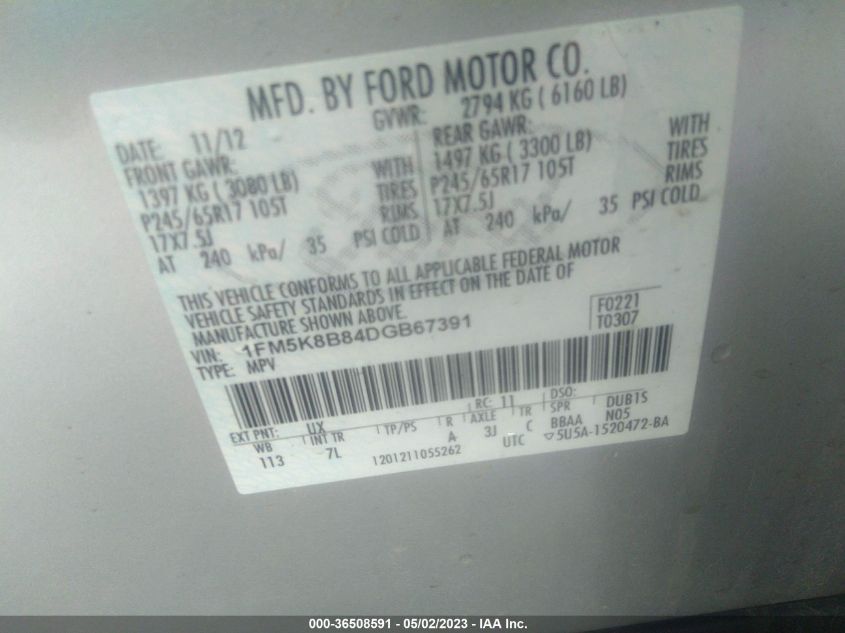 MFD. BY FORD MOTOR CO.
DATE: 11/12 GVWR: 2794 KG ( 6160 LB)
FRONT GAWR: REAR GAWR:
1397 KG ( 3080 LB) WITH 1497 KG ( 3300 LB) WITH
P245/65R17 105T TIRES P245/65R17 105T TIRES
17X7.5J RIMS 17X7.5J RIMS
AT 240 kPa/ 35 PSI COLD AT 240 kPa/ 35 PSI COLD
THIS VEHICLE CONFORMS TO ALL APPLICABLE FEDERAL MOTOR
VEHICLE SAFETY STANDARDS IN EFFECT ON THE DATE OF
MANUFACTURE SHOWN ABOVE.
VIN: 1FM5K8B84DGB67391 F0221
TYPE: MPV T0307
EXT PNT: UX RC: 11 DSO:
WB INT TR TP/PS R AXLE TR SPR DUB1S
113 7L A 3J C BBAA N05
1201211055262 UTC ▽5U5A-1520472-BA
000-36508591 - 05/02/2023 - IAA Inc.